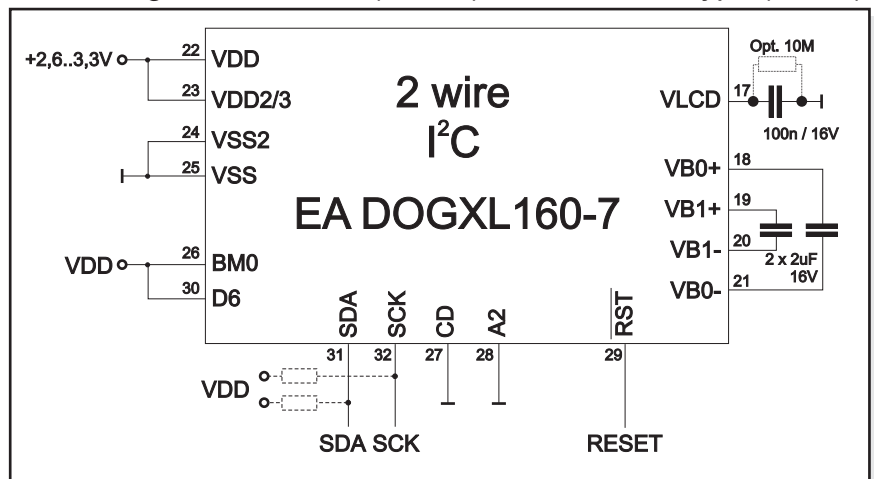 +2,6..3,3V
22 VDD
23 VDD2/3
24 VSS2
25 VSS
VDD
26 BM0
30 D6
2 wire
I²C
EA DOGXL160-7
Opt. 10M
VLCD 17
100n / 16V
VB0+ 18
VB1+ 19
VB1- 20
VB0- 21
2 x 2uF
16V
SDA SCK CD A2 RST
31 32 27 28 29
VDD
SDA SCK RESET